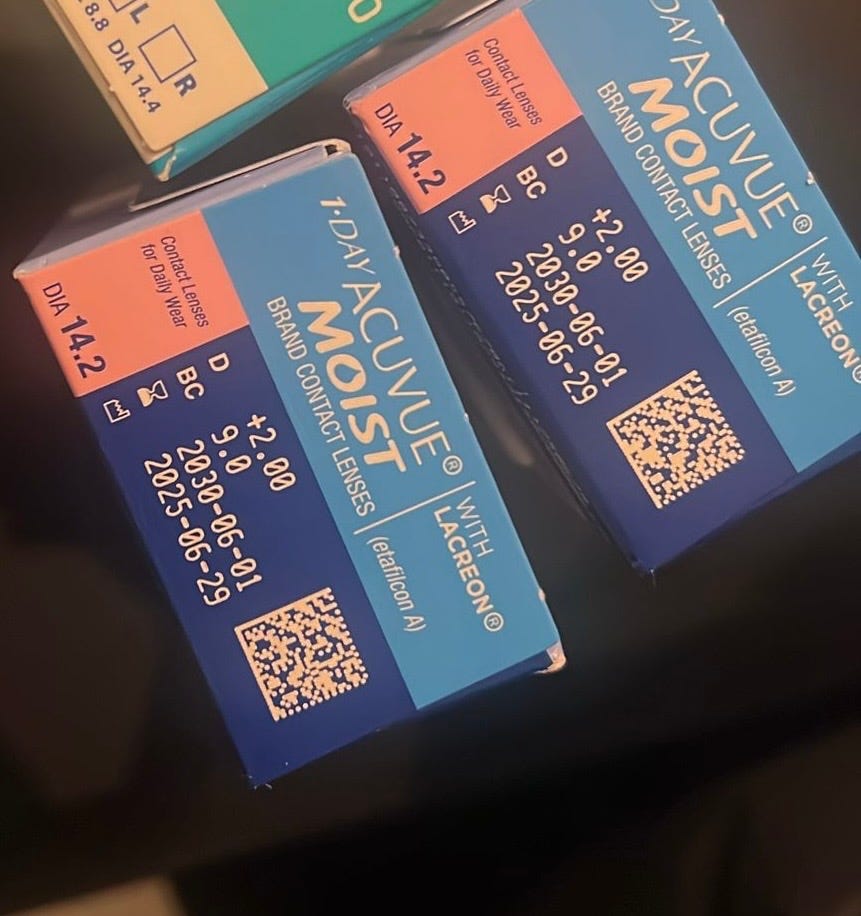 L
R
8.8 DIA 14.4
O
1·DAY ACUVUE®
MOIST
BRAND CONTACT LENSES
WITH
LACREON®
(etafilcon A)
Contact Lenses
for Daily Wear
DIA 14.2
D +2.00
BC 9.0
2030-06-01
2025-06-29
DAY ACUVUE®
MOIST
BRAND CONTACT LENSES
WITH
LACREON®
(etafilcon A)
Contact Lenses
for Daily Wear
DIA 14.2
D +2.00
BC 9.0
2030-06-01
2025-06-29